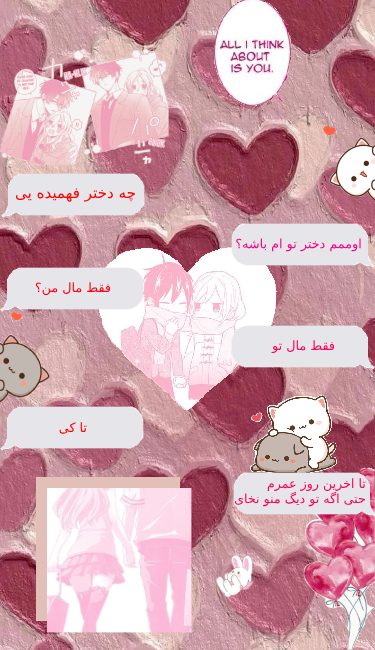 ALL I THINK
ABOUT
IS YOU.
چه دختر فهمیده یی
اوممم دختر تو ام باشه؟
فقط مال من؟
فقط مال تو
تا کی
تا اخرین روز عمرم
حتی اگه تو دیگ منو نخای